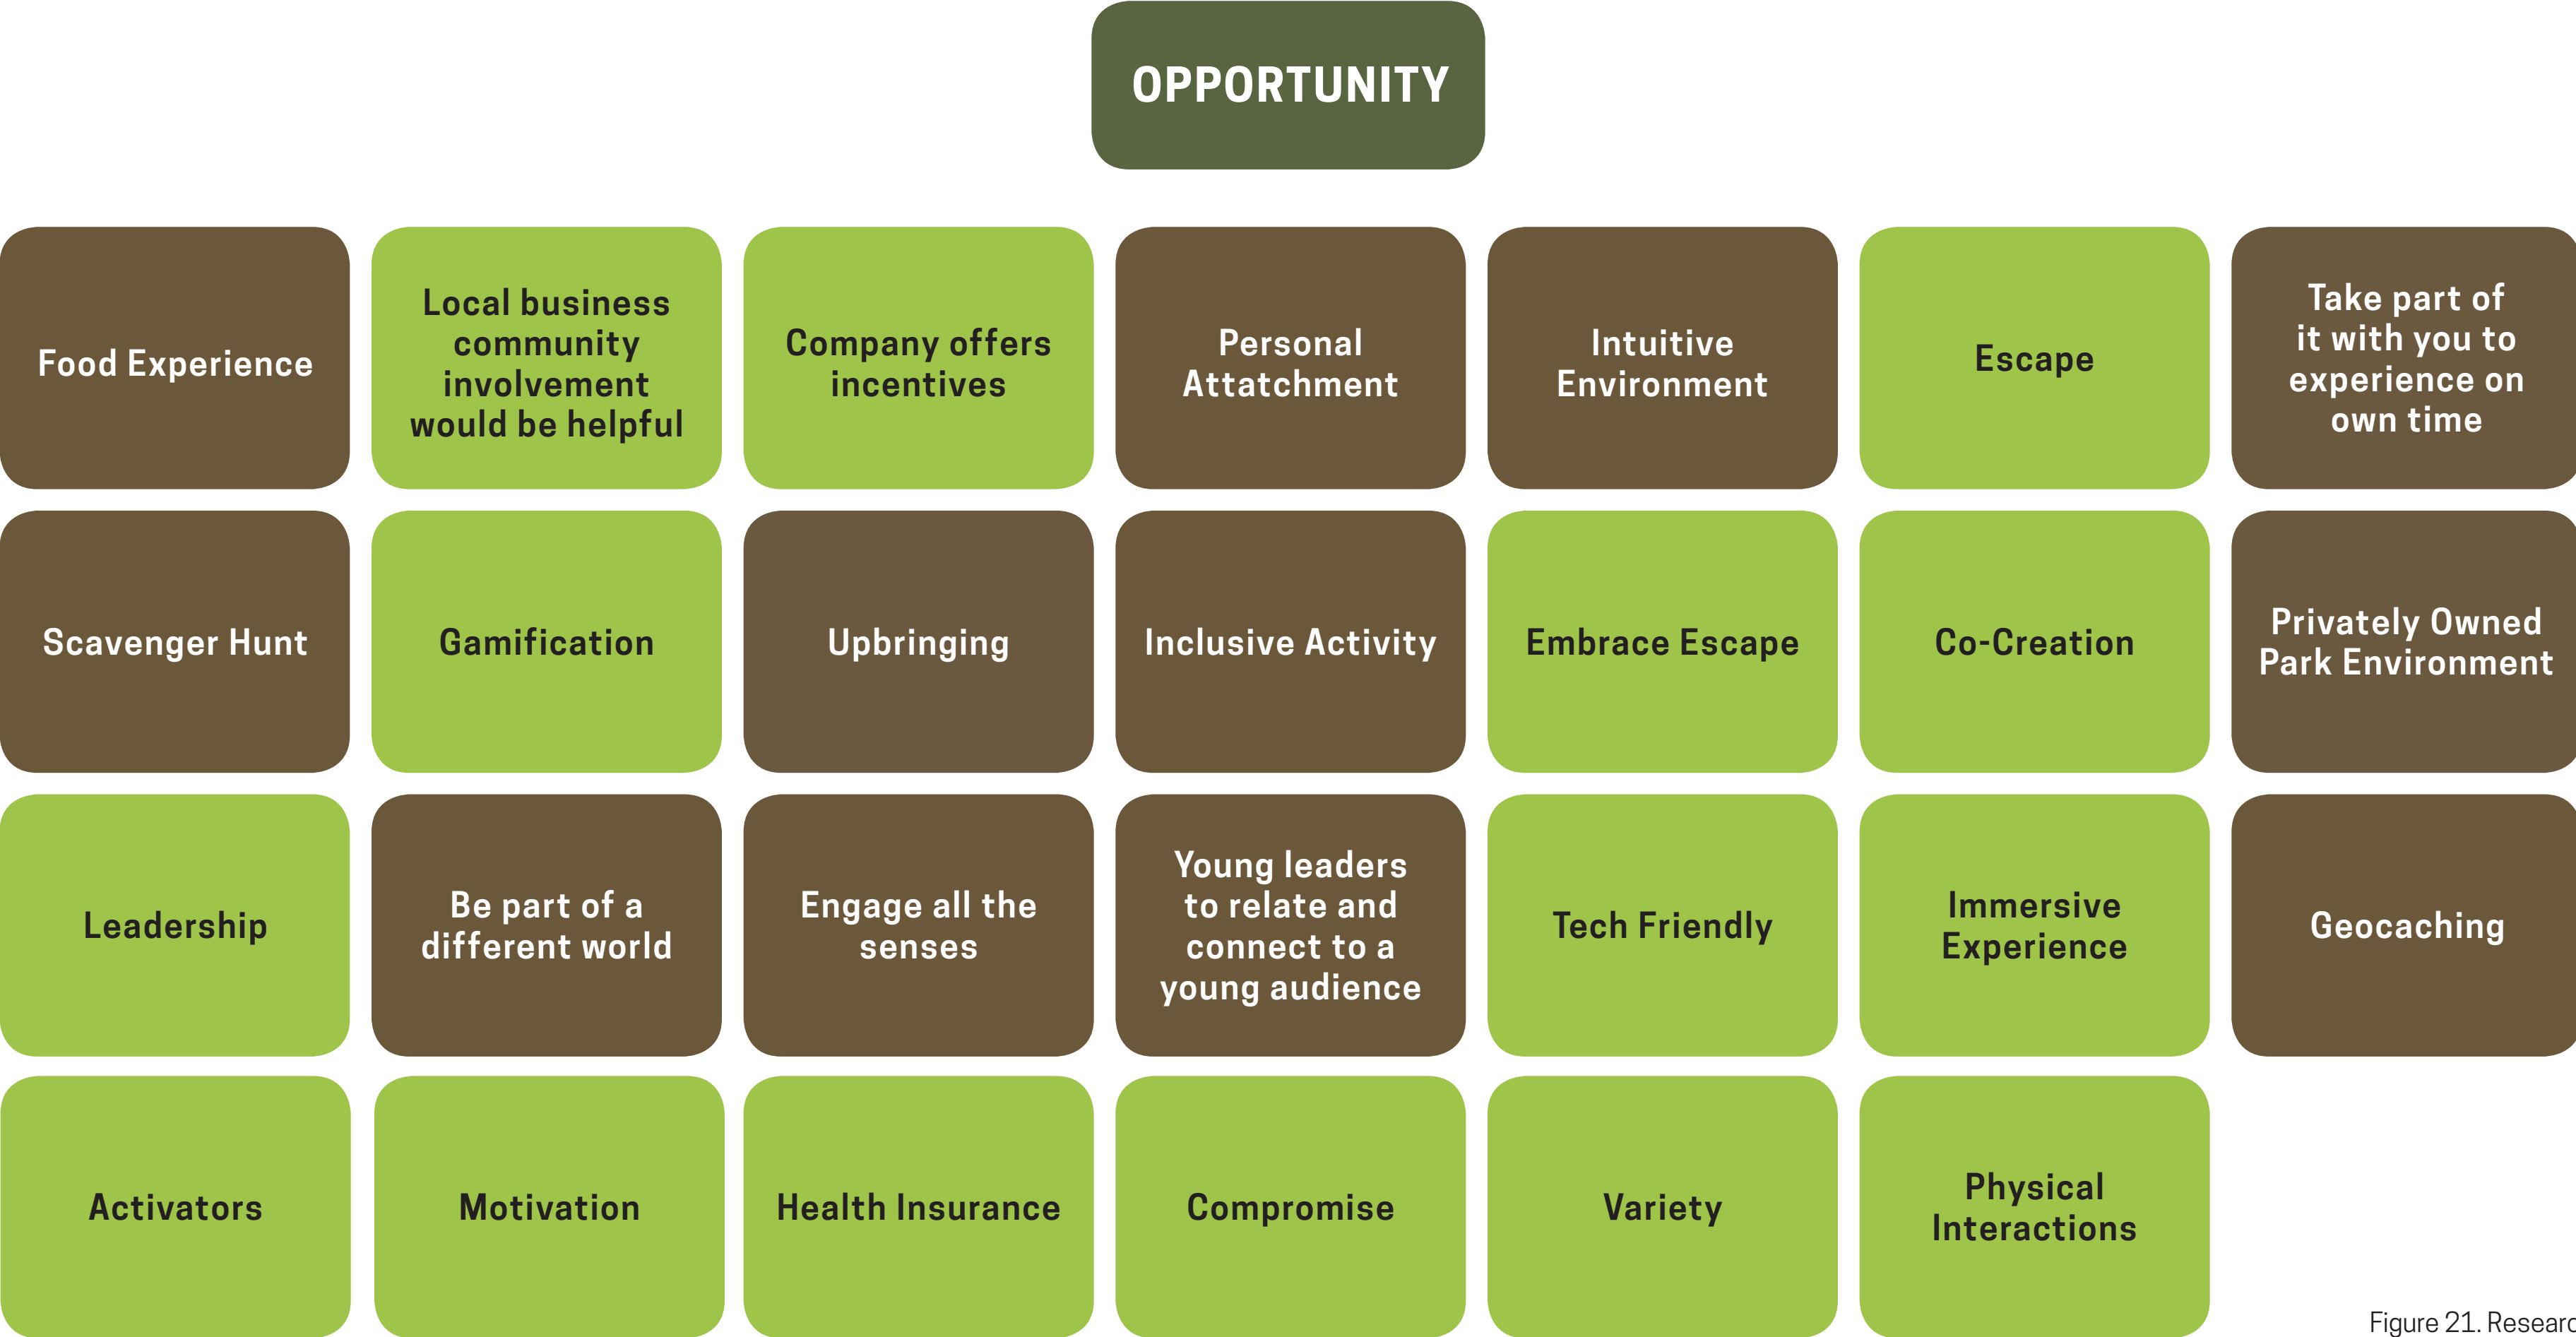 OPPORTUNITY
Food Experience
Local business
community
involvement
would be helpful
Company offers
incentives
Personal
Attatchment
Intuitive
Environment
Escape
Take part of
it with you to
experience on
own time
Scavenger Hunt
Gamification
Upbringing
Inclusive Activity
Embrace Escape
Co-Creation
Privately Owned
Park Environment
Leadership
Be part of a
different world
Engage all the
senses
Young leaders
to relate and
connect to a
young audience
Tech Friendly
Immersive
Experience
Geocaching
Activators
Motivation
Health Insurance
Compromise
Variety
Physical
Interactions
Figure 21.